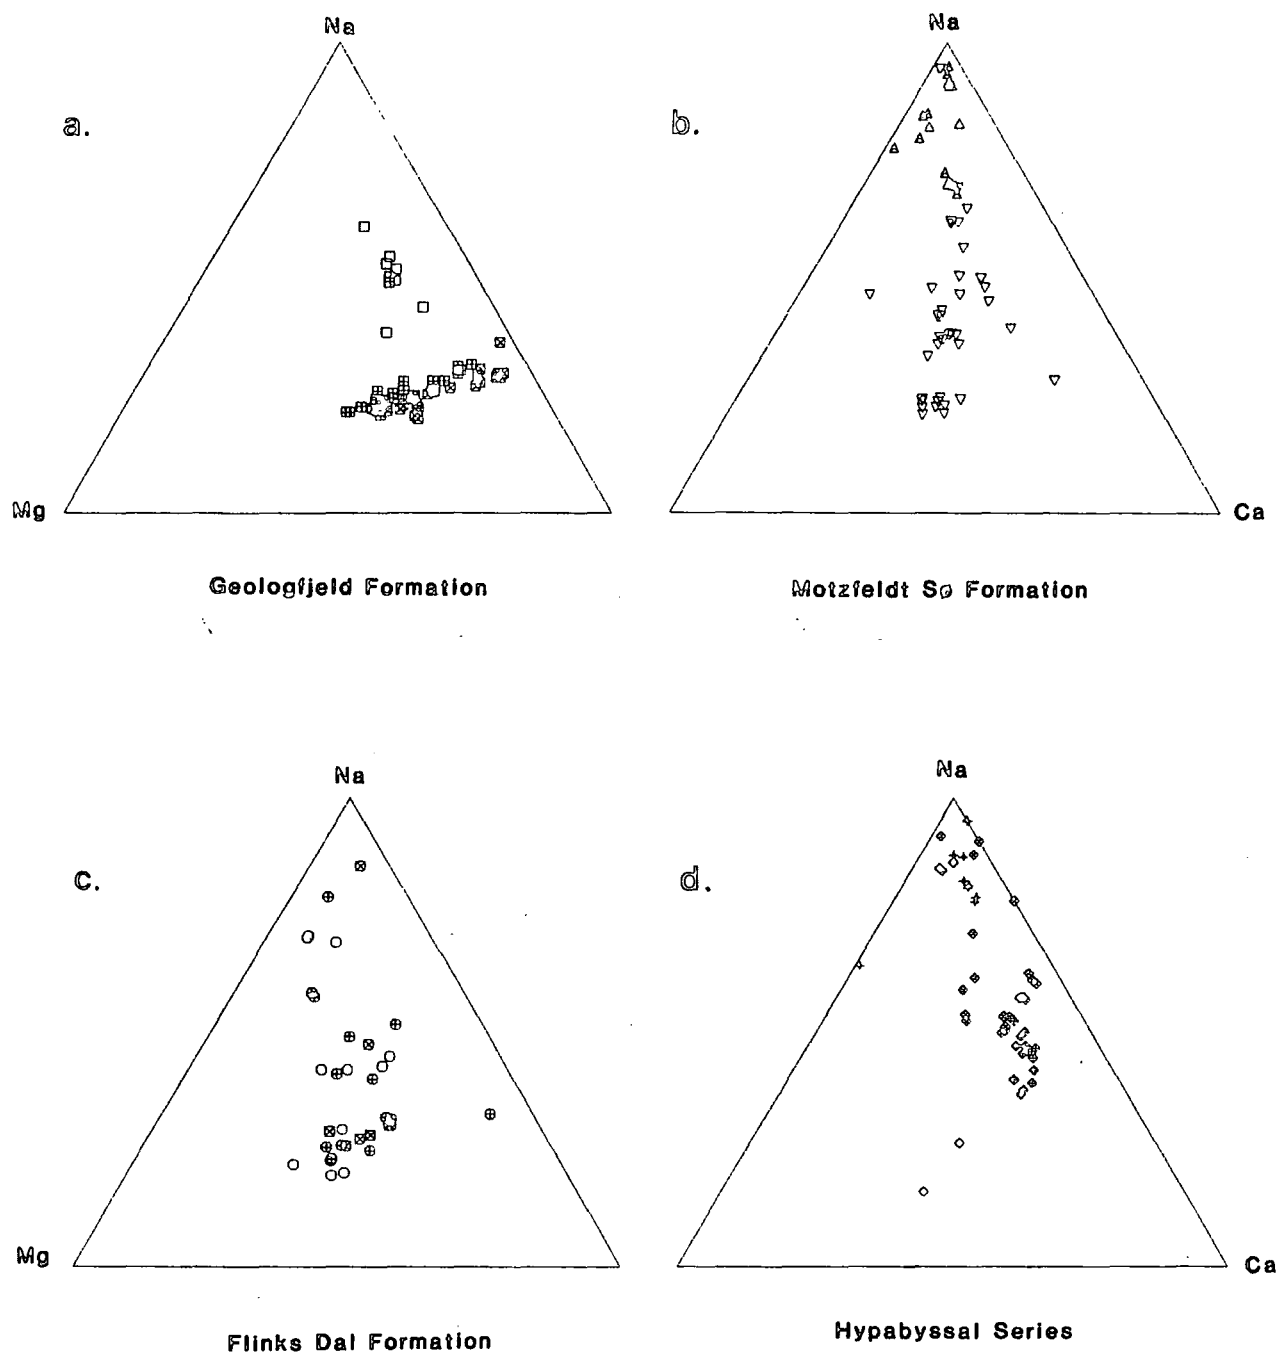 Na
Na
a.
b.
Mg
Ca
Geologfjeld Formation
Motzfeldt Sø Formation
Na
Na
c.
d.
Mg
Ca
Flinks Dal Formation
Hypabyssal Series